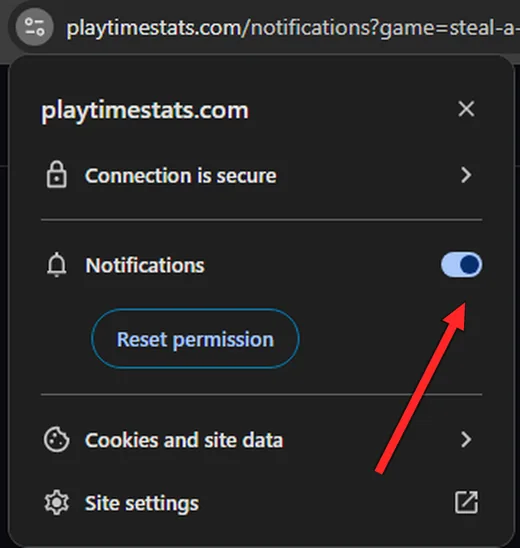 playtimestats.com/notifications?game=steal-a-
playtimestats.com
Connection is secure
Notifications
Reset permission
Cookies and site data
Site settings